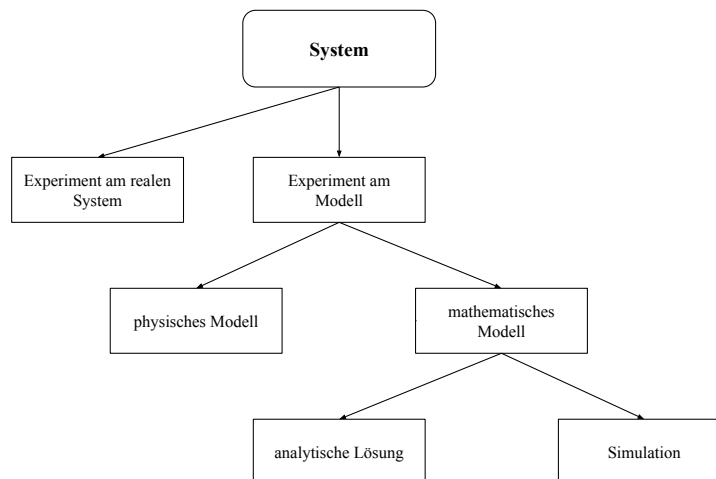 System
Experiment am realen
System
Experiment am
Modell
physisches Modell
mathematisches
Modell
analytische Lösung
Simulation